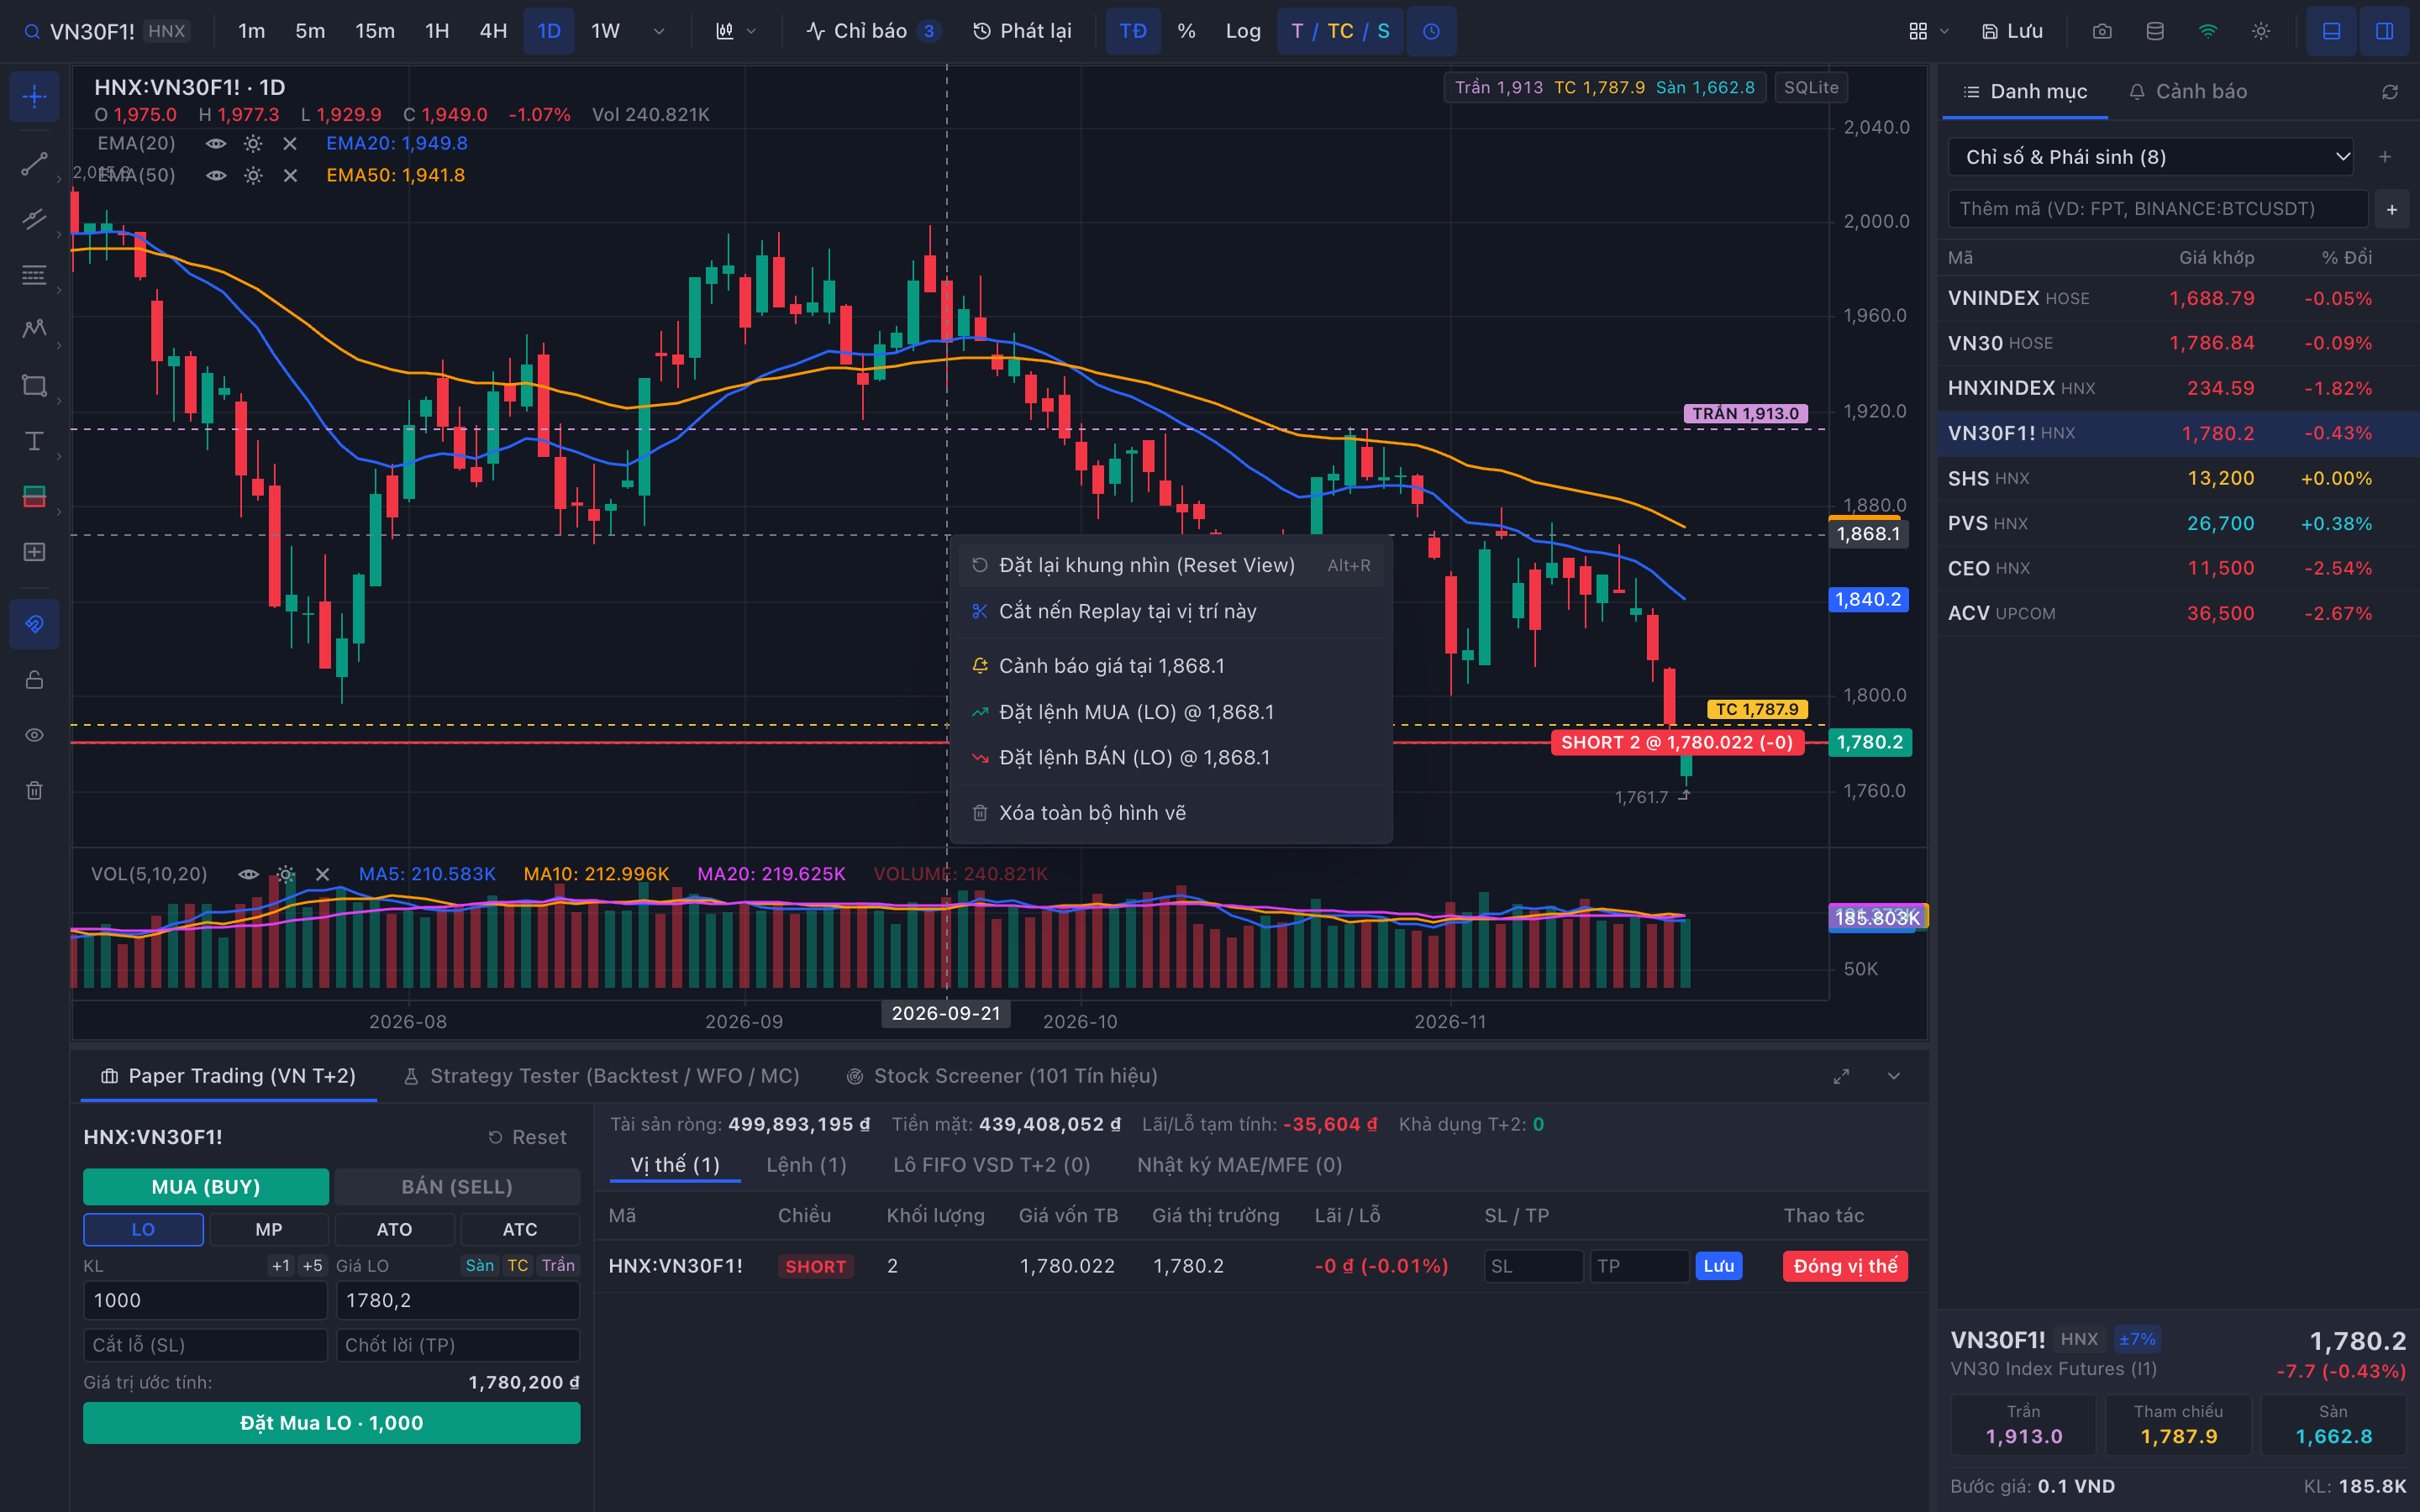 VN30F1! HNX 1m 5m 15m 1H 4H 1D 1W Chỉ báo 3 Phát lại TĐ % Log T / TC / S Lưu
HNX:VN30F1! · 1D
O 1,975.0 H 1,977.3 L 1,929.9 C 1,949.0 -1.07% Vol 240.821K
EMA(20) EMA20: 1,949.8
EMA(50) EMA50: 1,941.8
Trần 1,913 TC 1,787.9 Sàn 1,662.8 SQLite
2,040.0
2,000.0
1,960.0
1,920.0
1,880.0
1,868.1
1,840.2
1,800.0
1,780.2
1,760.0
TRẦN 1,913.0
TC 1,787.9
SHORT 2 @ 1,780.022 (-0)
1,761.7
Đặt lại khung nhìn (Reset View) Alt+R
Cắt nến Replay tại vị trí này
Cảnh báo giá tại 1,868.1
Đặt lệnh MUA (LO) @ 1,868.1
Đặt lệnh BÁN (LO) @ 1,868.1
Xóa toàn bộ hình vẽ
VOL(5,10,20) MA5: 210.583K MA10: 212.996K MA20: 219.625K VOLUME: 240.821K
185.803K
50K
2026-08 2026-09 2026-09-21 2026-10 2026-11
Paper Trading (VN T+2) Strategy Tester (Backtest / WFO / MC) Stock Screener (101 Tín hiệu)
HNX:VN30F1! Reset
MUA (BUY) BÁN (SELL)
LO MP ATO ATC
KL +1 +5 Giá LO Sàn TC Trần
1000 1780,2
Cắt lỗ (SL) Chốt lời (TP)
Giá trị ước tính: 1,780,200 ₫
Đặt Mua LO · 1,000
Tài sản ròng: 499,893,195 ₫ Tiền mặt: 439,408,052 ₫ Lãi/Lỗ tạm tính: -35,604 ₫ Khả dụng T+2: 0
Vị thế (1) Lệnh (1) Lô FIFO VSD T+2 (0) Nhật ký MAE/MFE (0)
Mã Chiều Khối lượng Giá vốn TB Giá thị trường Lãi / Lỗ SL / TP Thao tác
HNX:VN30F1! SHORT 2 1,780.022 1,780.2 -0 ₫ (-0.01%) SL TP Lưu Đóng vị thế
Danh mục Cảnh báo
Chỉ số & Phái sinh (8)
Thêm mã (VD: FPT, BINANCE:BTCUSDT) +
Mã Giá khớp % Đổi
VNINDEX HOSE 1,688.79 -0.05%
VN30 HOSE 1,786.84 -0.09%
HNXINDEX HNX 234.59 -1.82%
VN30F1! HNX 1,780.2 -0.43%
SHS HNX 13,200 +0.00%
PVS HNX 26,700 +0.38%
CEO HNX 11,500 -2.54%
ACV UPCOM 36,500 -2.67%
VN30F1! HNX ±7% 1,780.2
VN30 Index Futures (I1) -7.7 (-0.43%)
Trần Tham chiếu Sàn
1,913.0 1,787.9 1,662.8
Bước giá: 0.1 VND KL: 185.8K